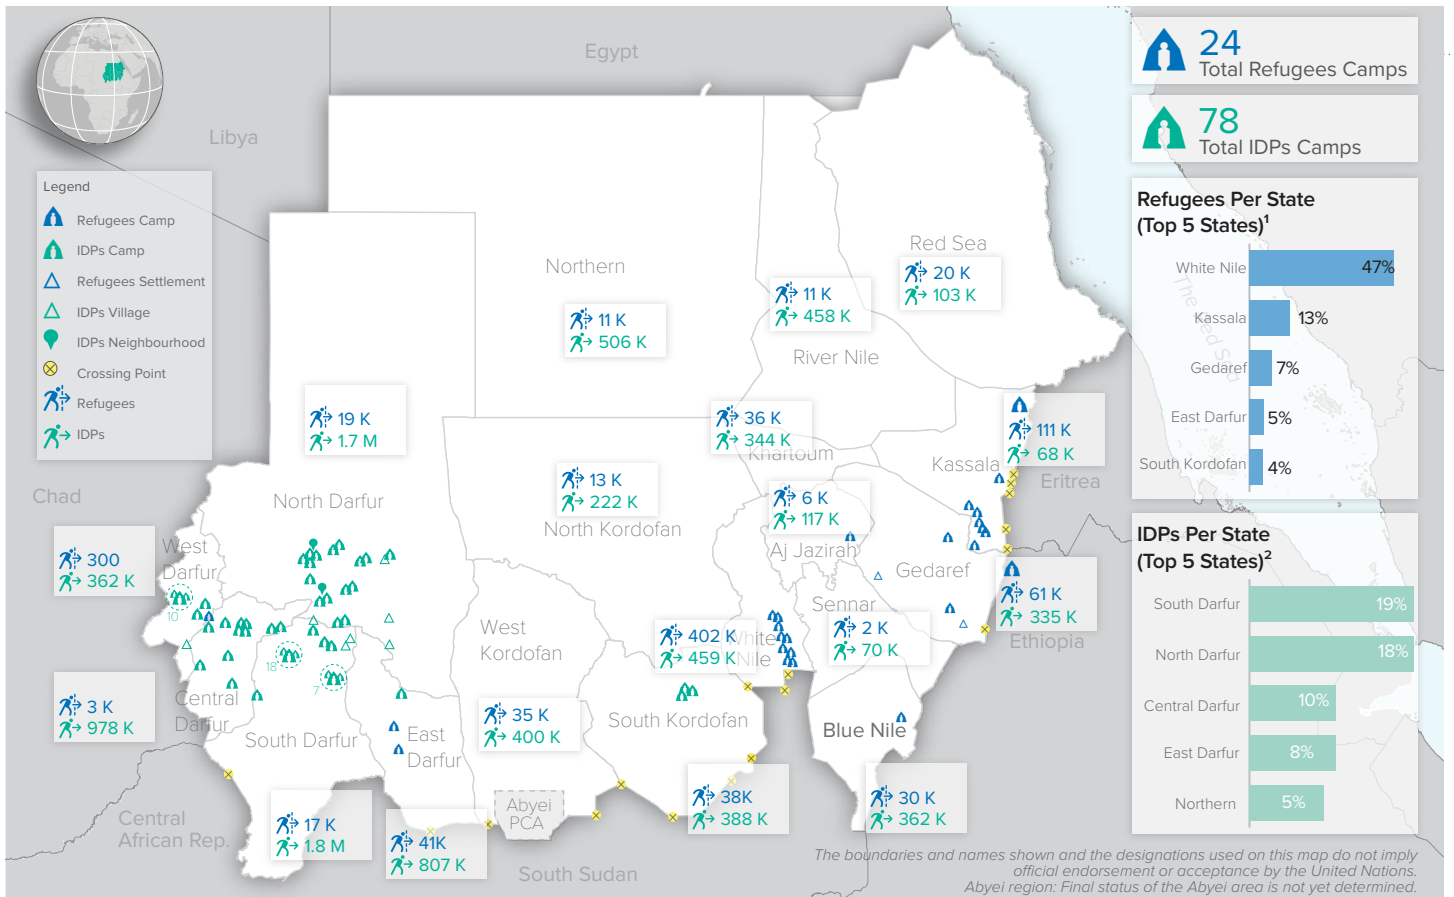 Egypt
Libya
Legend
Refugees Camp
IDPs Camp
Refugees Settlement
IDPs Village
IDPs Neighbourhood
Crossing Point
Refugees
IDPs
24
Total Refugees Camps
78
Total IDPs Camps
Refugees Per State
(Top 5 States)¹
White Nile
47%
Kassala
13%
Gedaref
7%
East Darfur
5%
South Kordofan
4%
The Red Sea
IDPs Per State
(Top 5 States)²
South Darfur
19%
North Darfur
18%
Central Darfur
10%
East Darfur
8%
Northern
5%
Northern
11 K
506 K
Red Sea
20 K
103 K
11 K
458 K
River Nile
19 K
1.7 M
North Darfur
36 K
344 K
Khartoum
111 K
68 K
Kassala
Eritrea
13 K
222 K
North Kordofan
6 K
117 K
Aj Jazirah
Chad
300
362 K
West
Darfur
10
18
7
Gedaref
61 K
335 K
Ethiopia
Sennar
2 K
70 K
402 K
459 K
White
Nile
West
Kordofan
35 K
400 K
South Kordofan
38K
388 K
3 K
978 K
Central
Darfur
South Darfur
East
Darfur
Blue Nile
30 K
362 K
17 K
1.8 M
41K
807 K
Abyei
PCA
Central
African Rep.
South Sudan
The boundaries and names shown and the designations used on this map do not imply
official endorsement or acceptance by the United Nations.
Abyei region: Final status of the Abyei area is not yet determined.